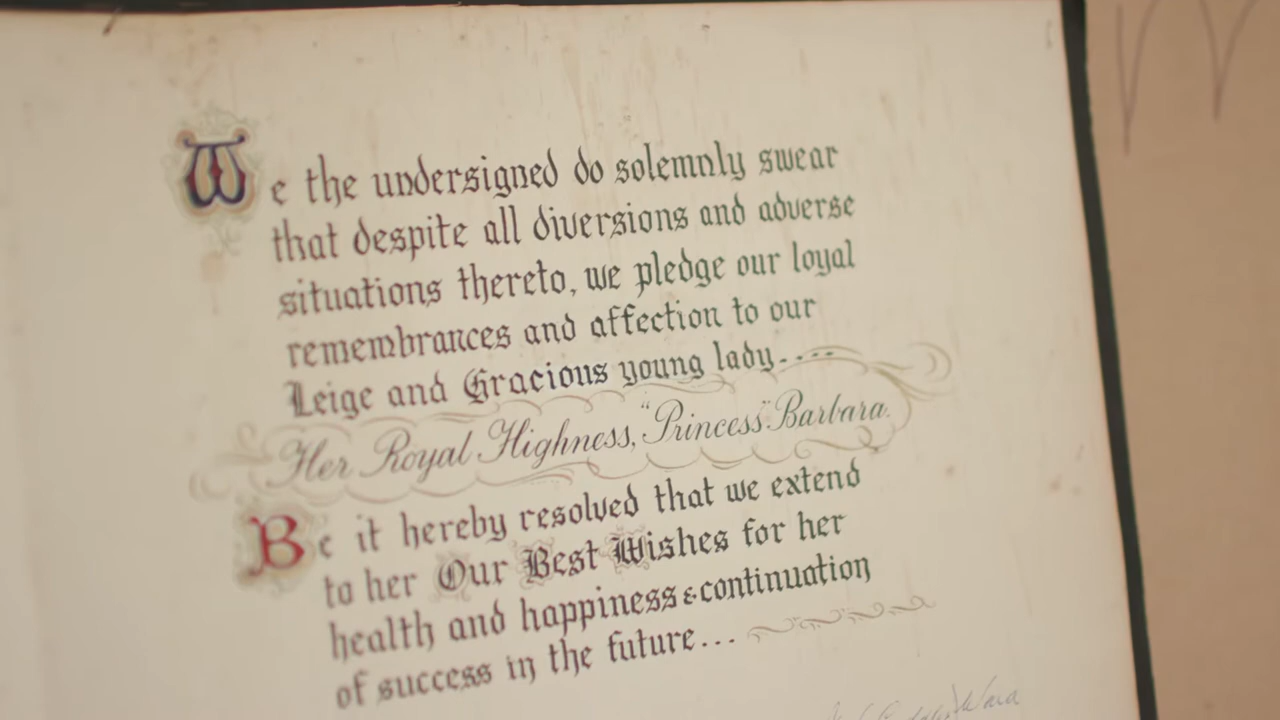 We the undersigned do solemnly swear
that despite all diversions and adverse
situations thereto, we pledge our loyal
remembrances and affection to our
Leige and Gracious young lady....
Her Royal Highness, "Princess" Barbara.
Be it hereby resolved that we extend
to her Our Best Wishes for her
health and happiness & continuation
of success in the future...